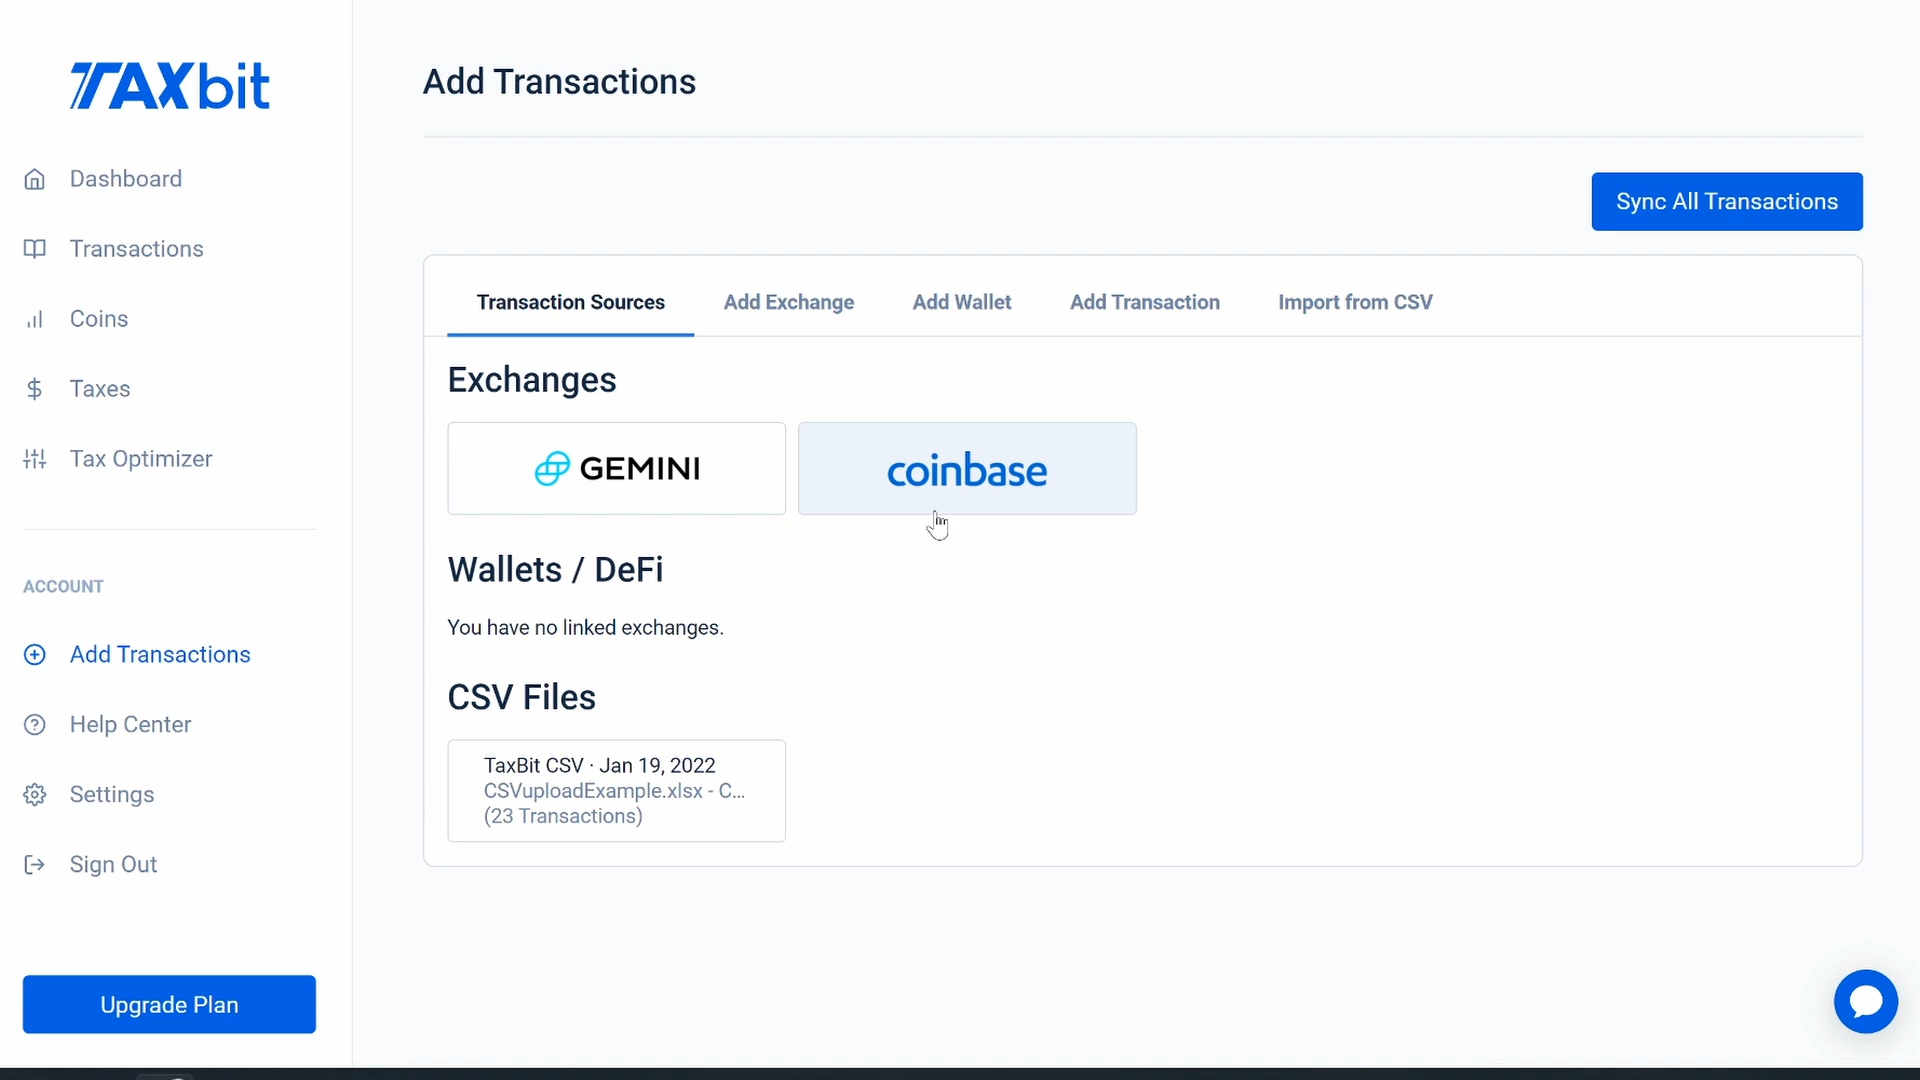 TAXbit
Dashboard
Transactions
Coins
Taxes
Tax Optimizer
ACCOUNT
Add Transactions
Help Center
Settings
Sign Out
Upgrade Plan
Add Transactions
Sync All Transactions
Transaction Sources
Add Exchange
Add Wallet
Add Transaction
Import from CSV
Exchanges
GEMINI
coinbase
Wallets / DeFi
You have no linked exchanges.
CSV Files
TaxBit CSV · Jan 19, 2022
CSVuploadExample.xlsx - C...
(23 Transactions)